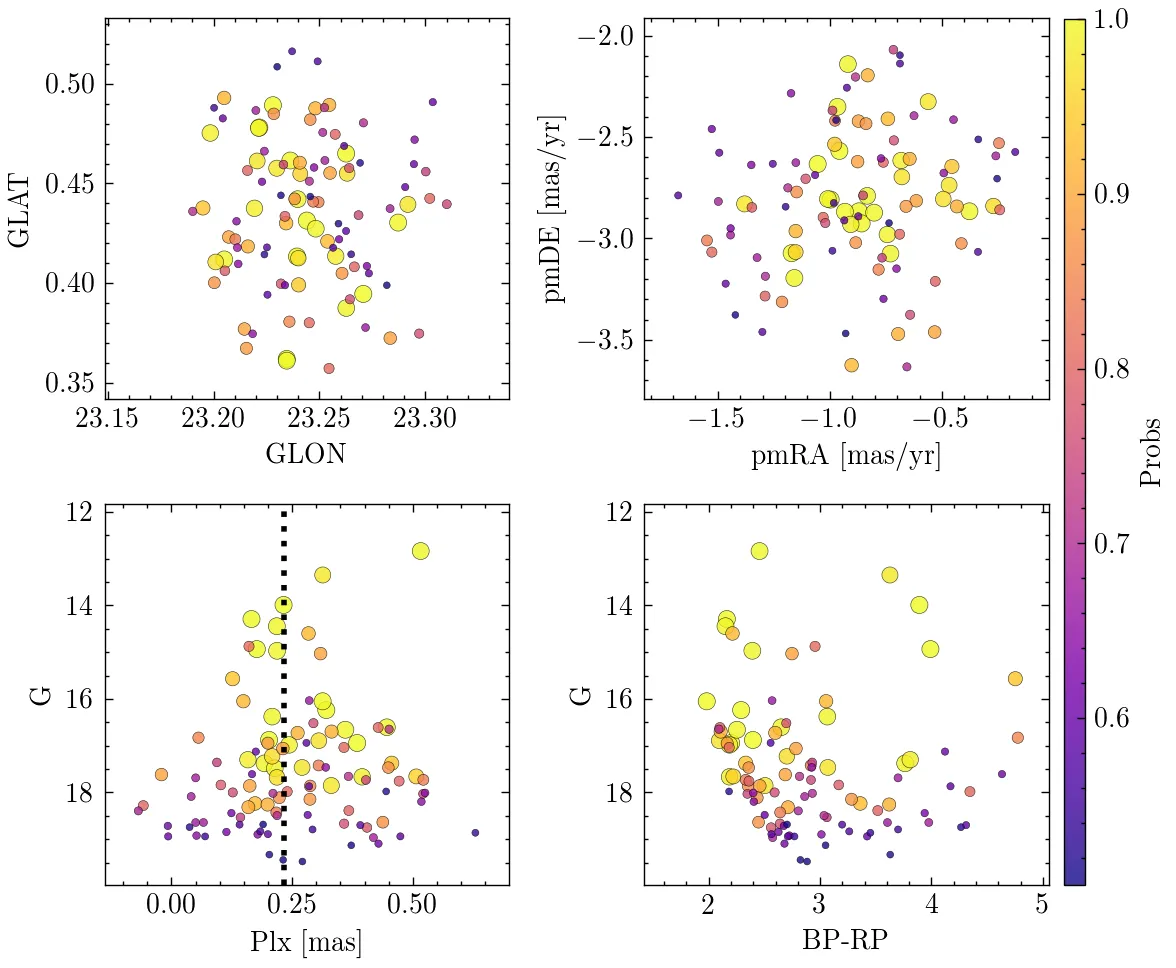 0.50
0.45
0.40
0.35
GLAT
23.15 23.20 23.25 23.30
GLON
−2.0
−2.5
−3.0
−3.5
pmDE [mas/yr]
−1.5 −1.0 −0.5
pmRA [mas/yr]
1.0
0.9
0.8
0.7
0.6
Probs
12
14
16
18
G
0.00 0.25 0.50
Plx [mas]
12
14
16
18
G
2 3 4 5
BP-RP